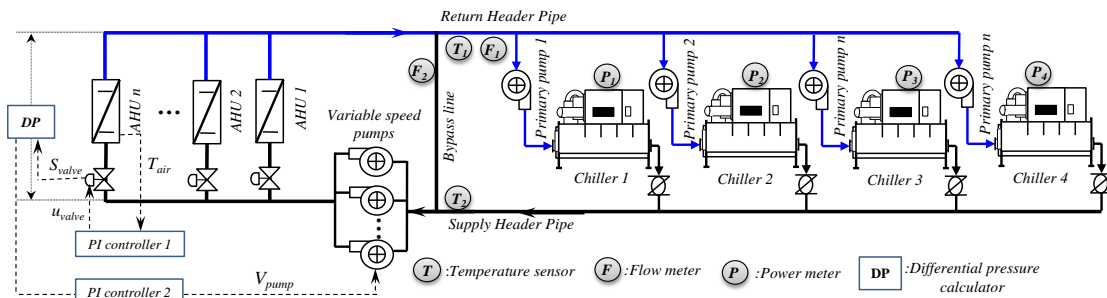 Return Header Pipe
T1
F1
F2
Primary pump 1
P1
Primary pump 2
P2
Primary pump n
P3
Primary pump n
P4
AHU n
...
AHU 2
AHU 1
Variable speed
pumps
Bypass line
DP
Svalve
Tair
uvalve
Chiller 1
Chiller 2
Chiller 3
Chiller 4
T2
Supply Header Pipe
PI controller 1
PI controller 2
Vpump
T :Temperature sensor
F :Flow meter
P :Power meter
DP :Differential pressure
calculator